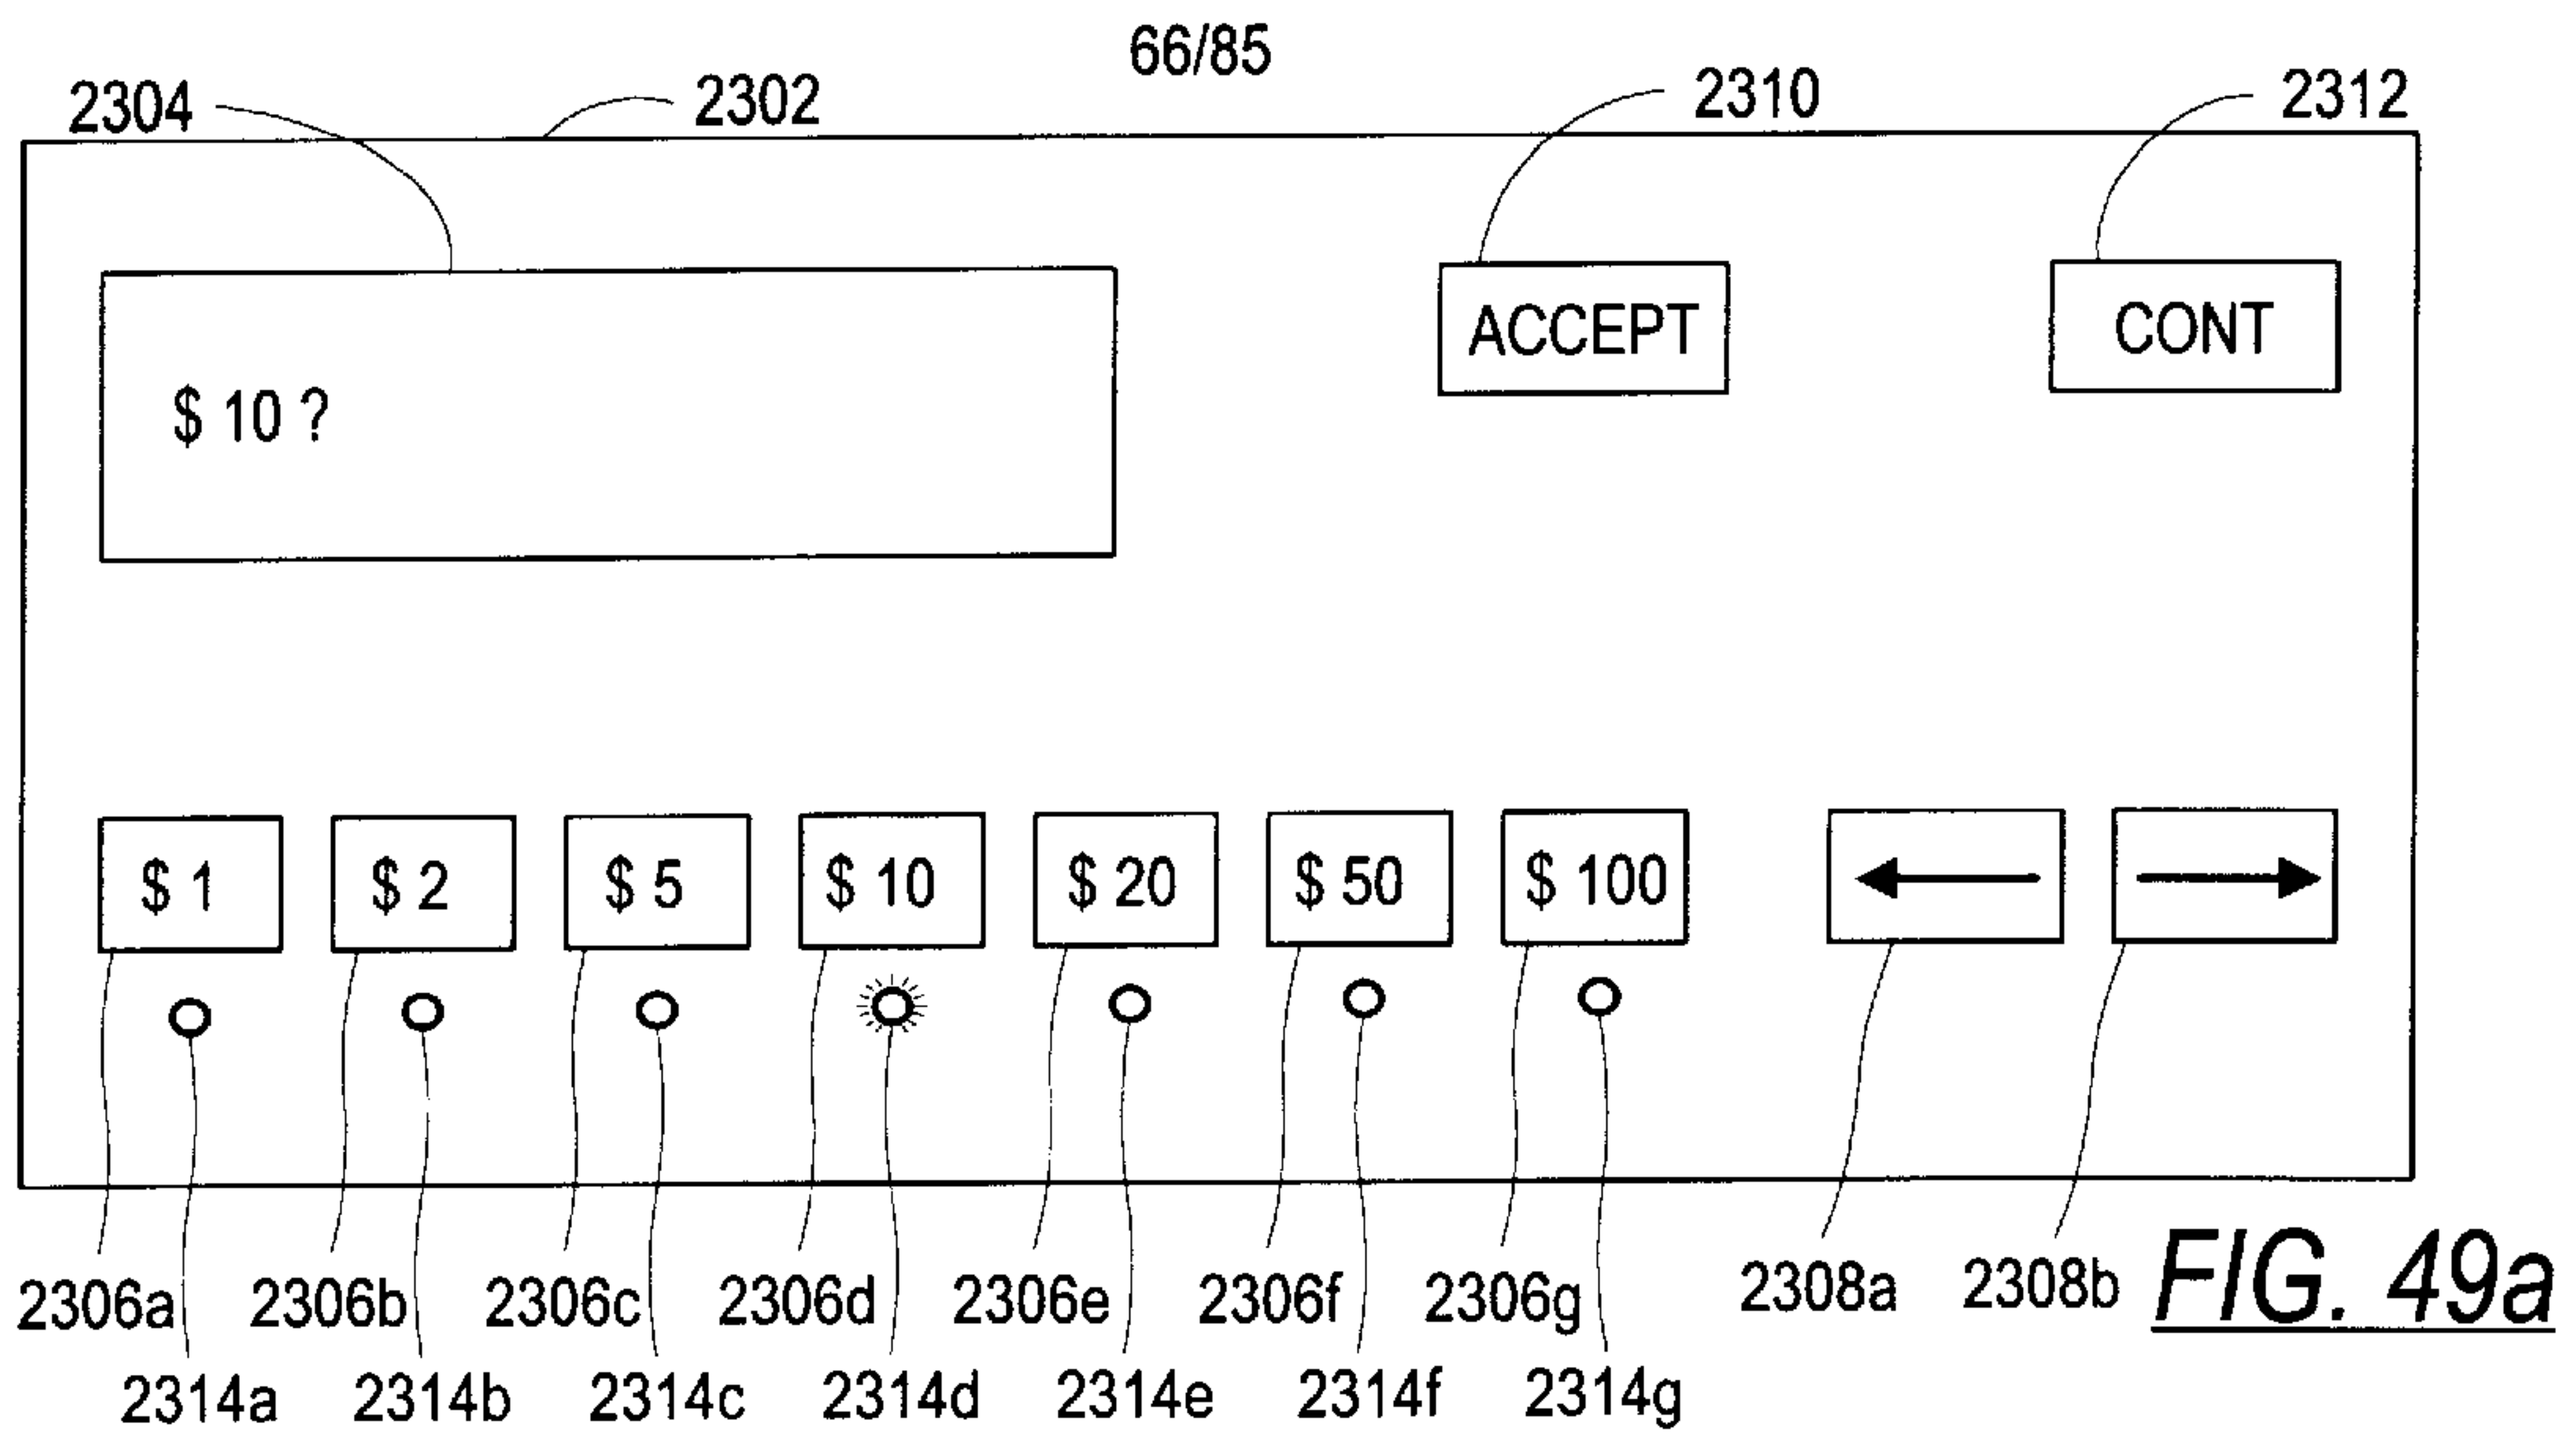 66/85
2304 2302 2310 2312
ACCEPT CONT
$ 10 ?
$ 1 $ 2 $ 5 $ 10 $ 20 $ 50 $ 100
2306a 2306b 2306c 2306d 2306e 2306f 2306g 2308a 2308b
FIG. 49a
2314a 2314b 2314c 2314d 2314e 2314f 2314g